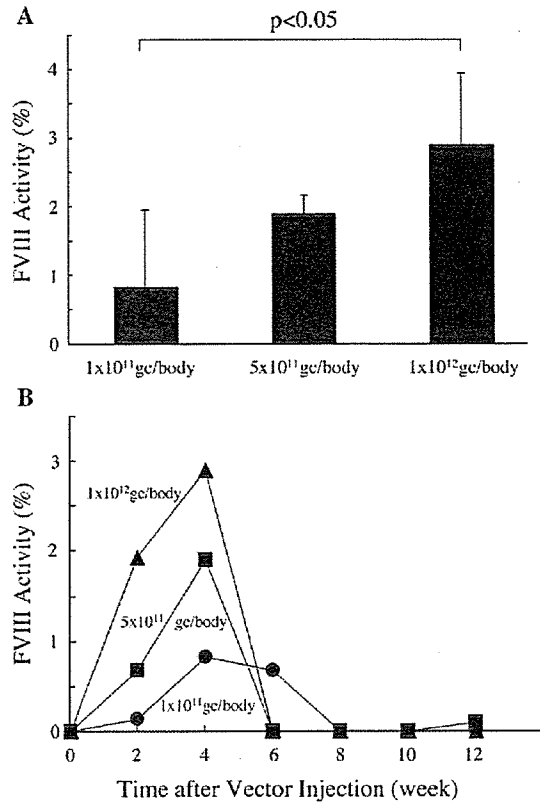 A
p<0.05
FVIII Activity (%)
4
3
2
1
0
1x10¹¹gc/body
5x10¹¹gc/body
1x10¹²gc/body
B
FVIII Activity (%)
3
2
1
0
1x10¹²gc/body
5x10¹¹ gc/body
1x10¹¹gc/body
0
2
4
6
8
10
12
Time after Vector Injection (week)